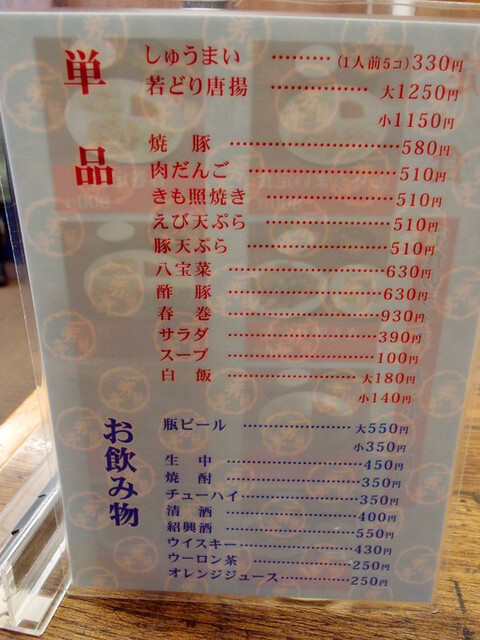 単品
しゅうまい ………(1人前5コ)330円
若どり唐揚 …………… 大1250円
小1150円
焼豚 ……………………580円
肉だんご ……………………510円
きも照焼き ………………510円
えび天ぷら …………………510円
豚天ぷら ……………………510円
八宝菜 ………………………630円
酢豚 ………………………630円
春巻 ………………………930円
サラダ ………………………390円
スープ ………………………100円
白飯 ……………………大180円
小140円
お飲み物
瓶ビール …………………大550円
小350円
生中 ………………………450円
焼酎 ………………………350円
チューハイ …………………350円
清酒 ………………………400円
紹興酒 ………………………550円
ウイスキー …………………430円
ウーロン茶 …………………250円
オレンジジュース …………250円